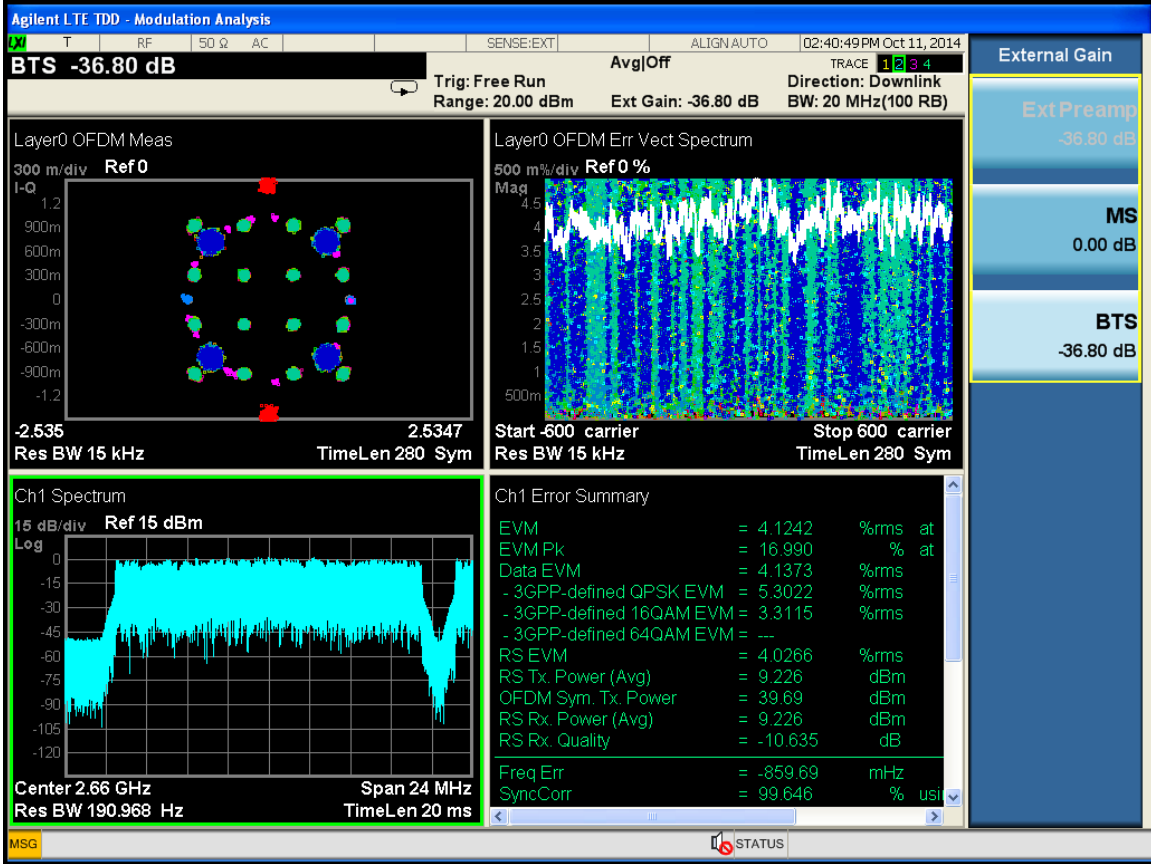 Agilent LTE TDD - Modulation Analysis
LXI T RF 50 Ω AC SENSE:EXT ALIGN AUTO 02:40:49 PM Oct 11, 2014
BTS -36.80 dB
Avg|Off
TRACE 1 2 3 4
Trig: Free Run
Direction: Downlink
Range: 20.00 dBm Ext Gain: -36.80 dB BW: 20 MHz(100 RB)
Layer0 OFDM Meas
300 m/div Ref 0
I-Q
1.2
900m
600m
300m
0
-300m
-600m
-900m
-1.2
-2.535 2.5347
Res BW 15 kHz TimeLen 280 Sym
Layer0 OFDM Err Vect Spectrum
500 m%/div Ref 0 %
Mag
4.5
4
3.5
3
2.5
2
1.5
1
500m
Start -600 carrier Stop 600 carrier
Res BW 15 kHz TimeLen 280 Sym
Ch1 Spectrum
15 dB/div Ref 15 dBm
Log
0
-15
-30
-45
-60
-75
-90
-105
-120
Center 2.66 GHz Span 24 MHz
Res BW 190.968 Hz TimeLen 20 ms
Ch1 Error Summary
EVM = 4.1242 %rms at
EVM Pk = 16.990 % at
Data EVM = 4.1373 %rms
- 3GPP-defined QPSK EVM = 5.3022 %rms
- 3GPP-defined 16QAM EVM = 3.3115 %rms
- 3GPP-defined 64QAM EVM = ---
RS EVM = 4.0266 %rms
RS Tx. Power (Avg) = 9.226 dBm
OFDM Sym. Tx. Power = 39.69 dBm
RS Rx. Power (Avg) = 9.226 dBm
RS Rx. Quality = -10.635 dB
Freq Err = -859.69 mHz
SyncCorr = 99.646 % usi
External Gain
Ext Preamp
-36.80 dB
MS
0.00 dB
BTS
-36.80 dB
MSG STATUS